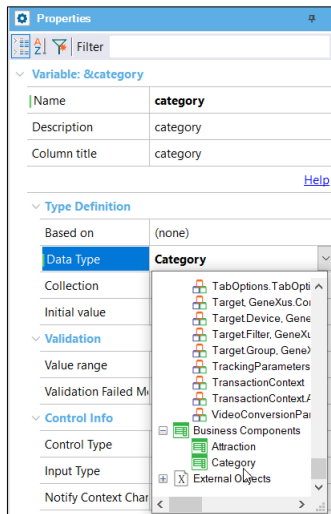 Properties
Filter
Variable: &category
Name category
Description category
Column title category
Help
Type Definition
Based on (none)
Data Type Category
Collection
Initial value
Validation
Value range
Validation Failed M
Control Info
Control Type
Input Type
Notify Context Char
TabOptions.TabOpti
Target, GeneXus.Cor
Target.Device, Gene
Target.Filter, GeneXu
Target.Group, GeneX
TrackingParameters
TransactionContext
TransactionContext.A
VideoConversionPar
Business Components
Attraction
Category
External Objects